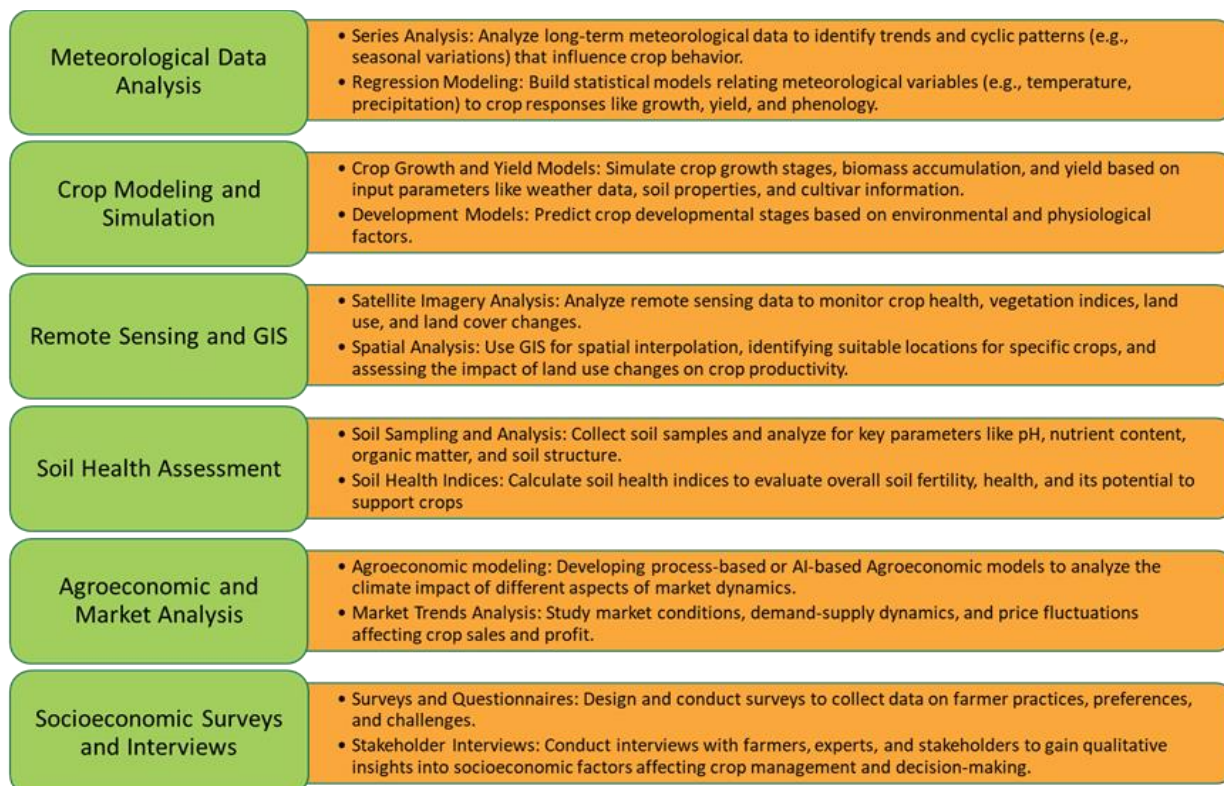 Meteorological Data
Analysis
• Series Analysis: Analyze long-term meteorological data to identify trends and cyclic patterns (e.g.,
seasonal variations) that influence crop behavior.
• Regression Modeling: Build statistical models relating meteorological variables (e.g., temperature,
precipitation) to crop responses like growth, yield, and phenology.
Crop Modeling and
Simulation
• Crop Growth and Yield Models: Simulate crop growth stages, biomass accumulation, and yield based on
input parameters like weather data, soil properties, and cultivar information.
• Development Models: Predict crop developmental stages based on environmental and physiological
factors.
Remote Sensing and GIS
• Satellite Imagery Analysis: Analyze remote sensing data to monitor crop health, vegetation indices, land
use, and land cover changes.
• Spatial Analysis: Use GIS for spatial interpolation, identifying suitable locations for specific crops, and
assessing the impact of land use changes on crop productivity.
Soil Health Assessment
• Soil Sampling and Analysis: Collect soil samples and analyze for key parameters like pH, nutrient content,
organic matter, and soil structure.
• Soil Health Indices: Calculate soil health indices to evaluate overall soil fertility, health, and its potential to
support crops
Agroeconomic and
Market Analysis
• Agroeconomic modeling: Developing process-based or AI-based Agroeconomic models to analyze the
climate impact of different aspects of market dynamics.
• Market Trends Analysis: Study market conditions, demand-supply dynamics, and price fluctuations
affecting crop sales and profit.
Socioeconomic Surveys
and Interviews
• Surveys and Questionnaires: Design and conduct surveys to collect data on farmer practices, preferences,
and challenges.
• Stakeholder Interviews: Conduct interviews with farmers, experts, and stakeholders to gain qualitative
insights into socioeconomic factors affecting crop management and decision-making.